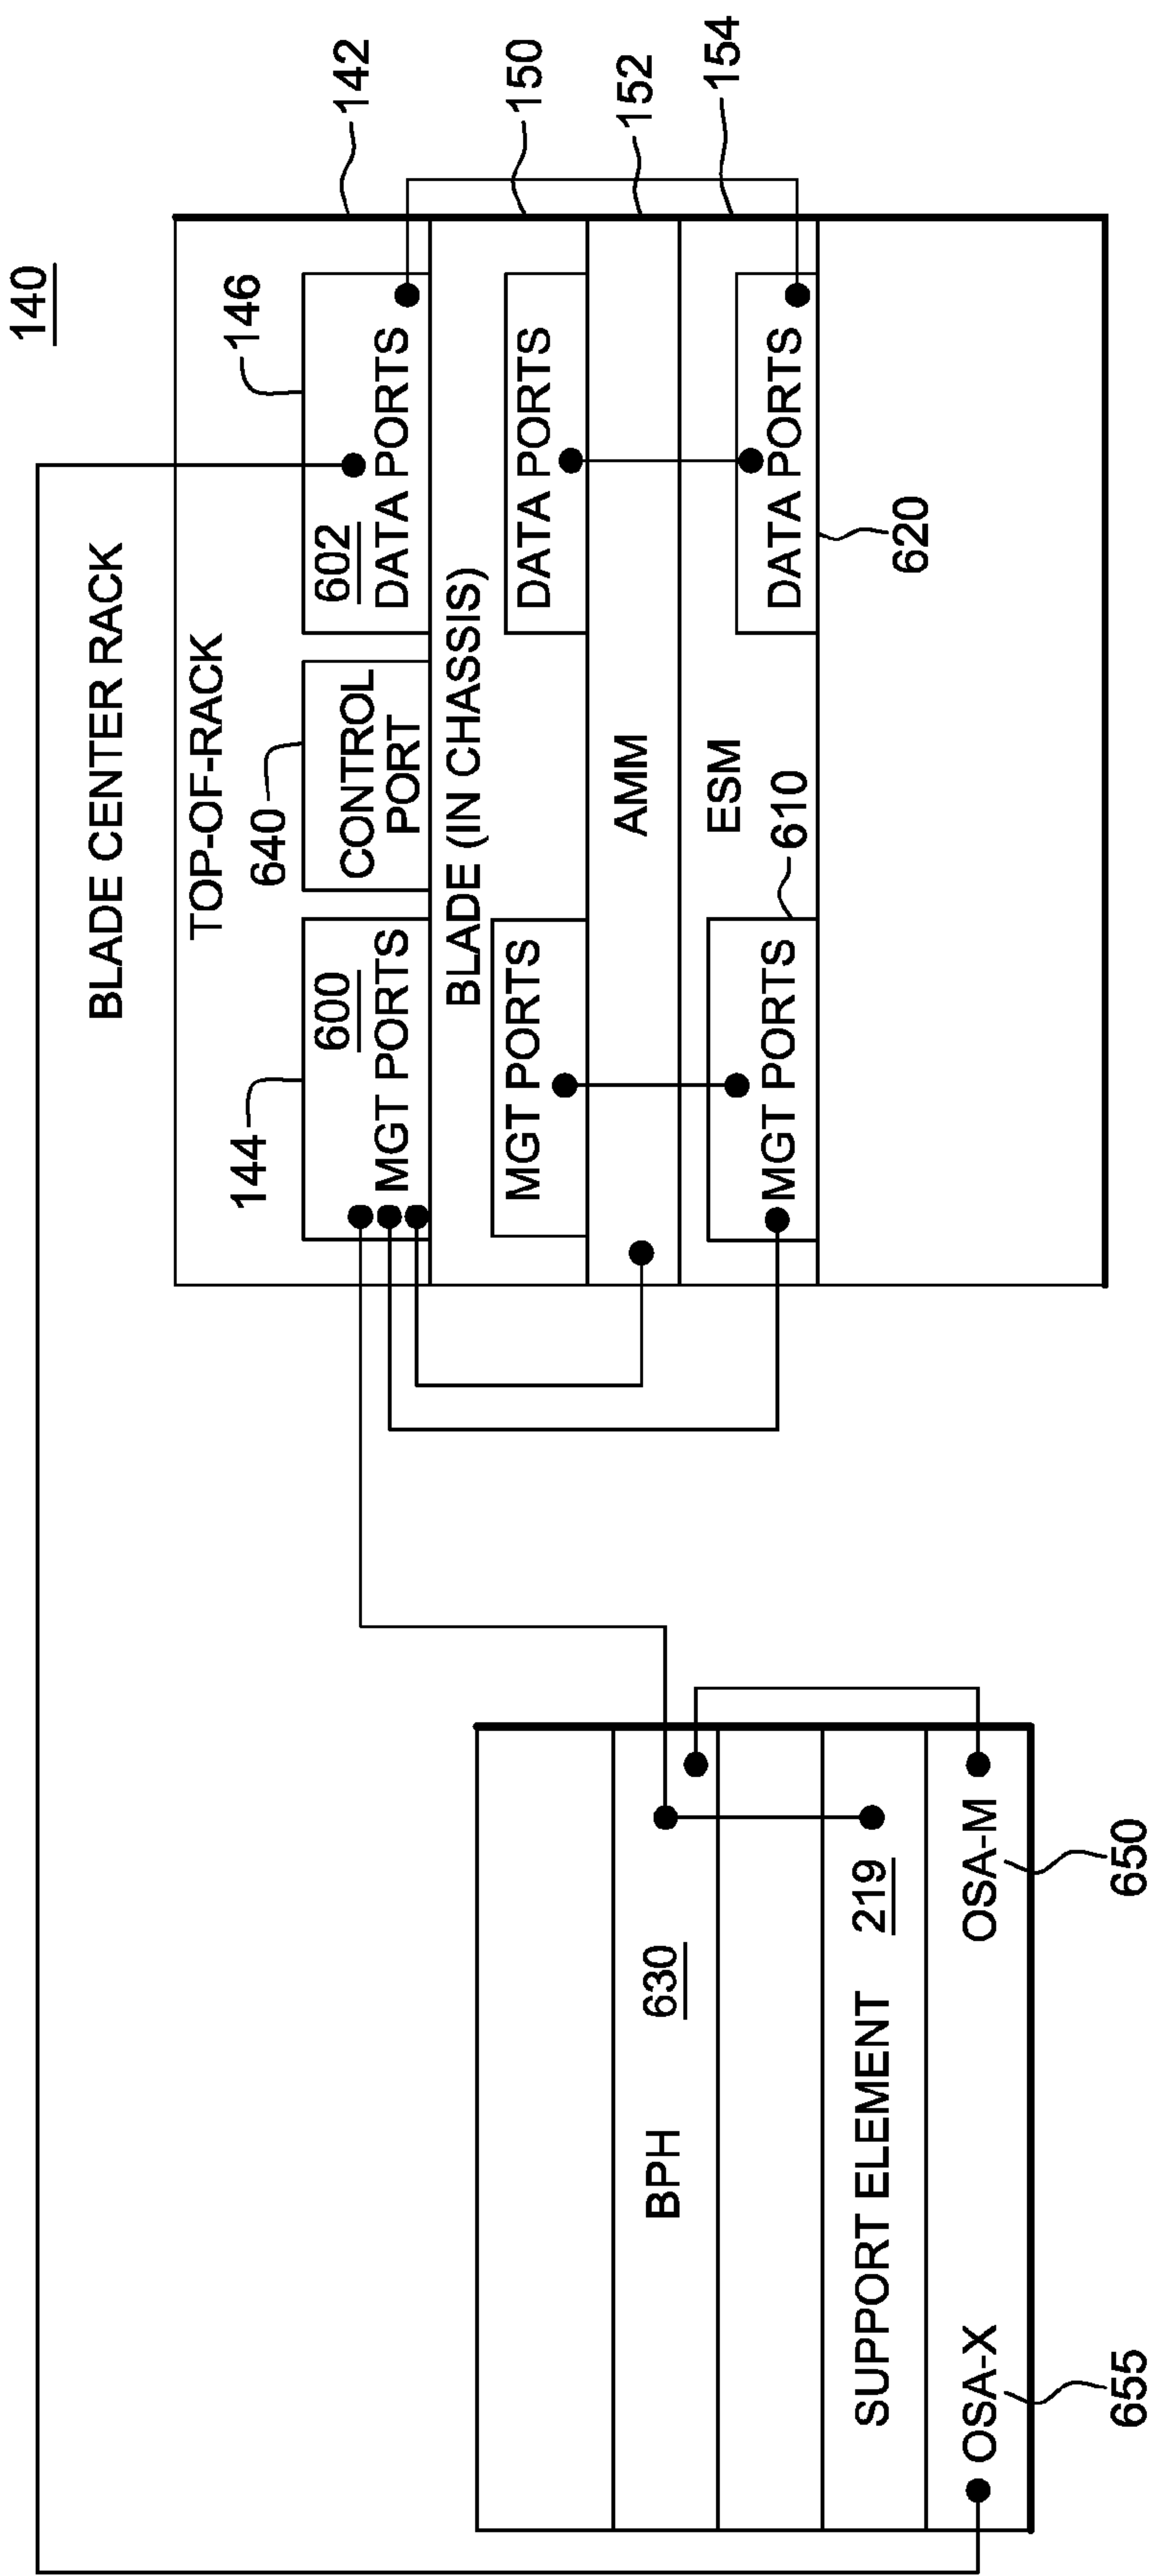 140
BLADE CENTER RACK
TOP-OF-RACK
142
144
600
MGT PORTS
640
CONTROL
PORT
146
602
DATA PORTS
BLADE (IN CHASSIS)
150
MGT PORTS
DATA PORTS
AMM
152
ESM
154
MGT PORTS
610
DATA PORTS
620
BPH
630
SUPPORT ELEMENT
219
OSA-X
OSA-M
655
650